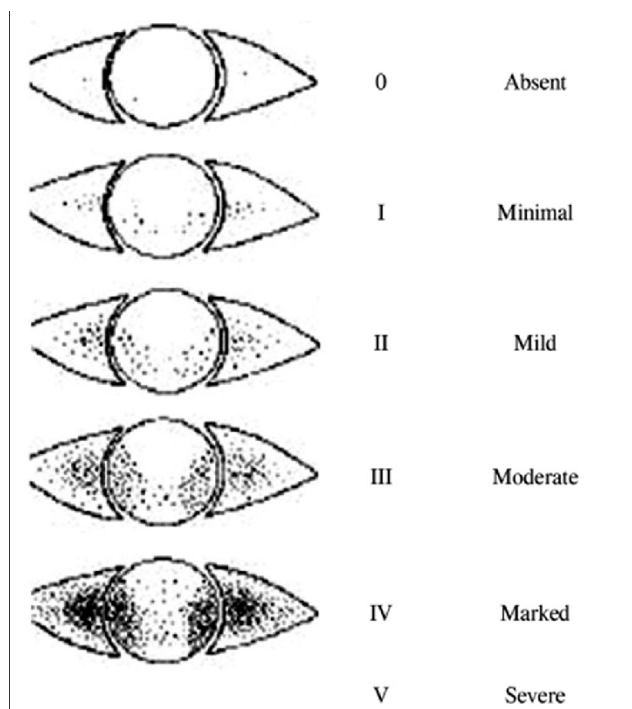 0 Absent
I Minimal
II Mild
III Moderate
IV Marked
V Severe